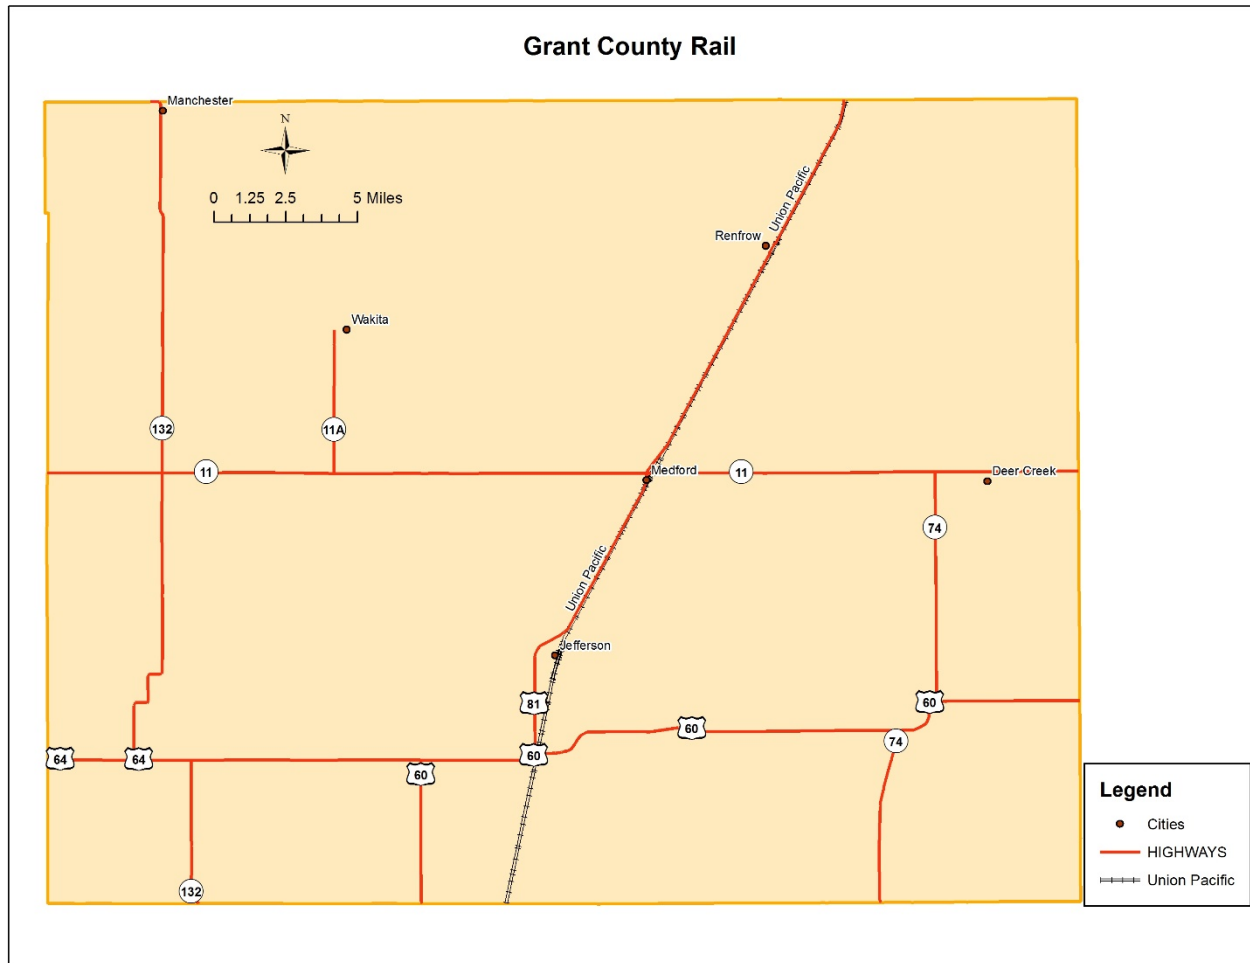 Grant County Rail
Manchester
N
0 1.25 2.5 5 Miles
Union Pacific
Renfrow
Wakita
132
11A
11
Medford
11
Deer Creek
74
Union Pacific
Jefferson
81
60
60
74
64
64
60
60
132
Legend
Cities
HIGHWAYS
Union Pacific